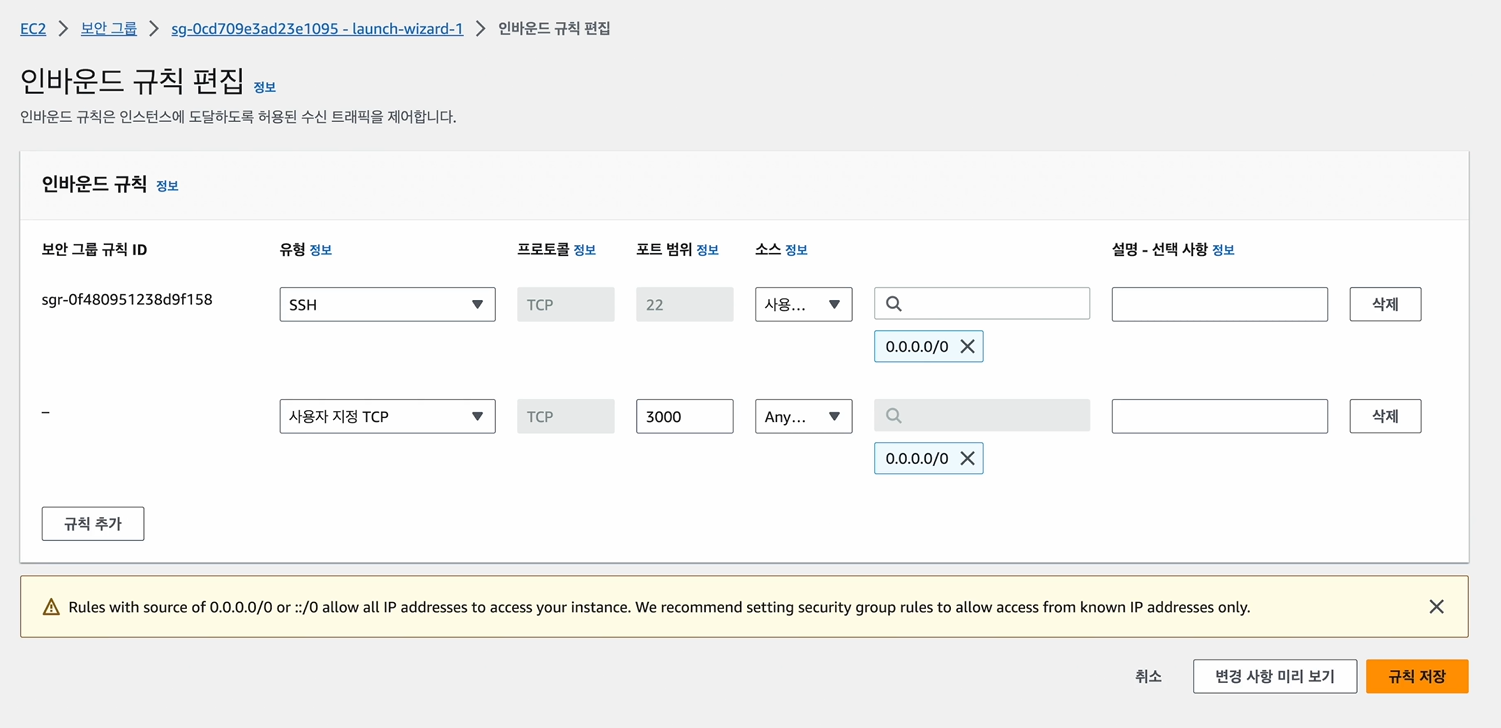 EC2 > 보안 그룹 > sg-0cd709e3ad23e1095 - launch-wizard-1 > 인바운드 규칙 편집
인바운드 규칙 편집 정보
인바운드 규칙은 인스턴스에 도달하도록 허용된 수신 트래픽을 제어합니다.
인바운드 규칙 정보
보안 그룹 규칙 ID 유형 정보 프로토콜 정보 포트 범위 정보 소스 정보 설명 - 선택 사항 정보
sgr-0f480951238d9f158 SSH TCP 22 사용... 삭제
0.0.0.0/0
– 사용자 지정 TCP TCP 3000 Any... 삭제
0.0.0.0/0
규칙 추가
Rules with source of 0.0.0.0/0 or ::/0 allow all IP addresses to access your instance. We recommend setting security group rules to allow access from known IP addresses only.
취소 변경 사항 미리 보기 규칙 저장